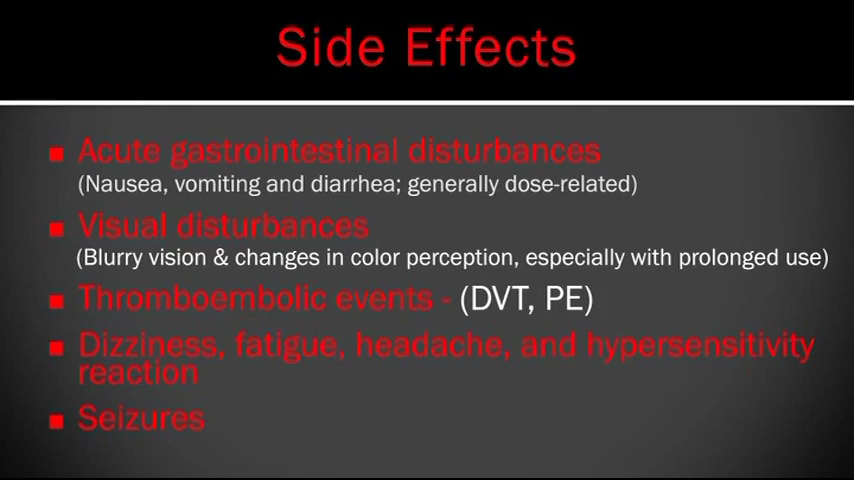 Side Effects
Acute gastrointestinal disturbances
(Nausea, vomiting and diarrhea; generally dose-related)
Visual disturbances
(Blurry vision & changes in color perception, especially with prolonged use)
Thromboembolic events - (DVT, PE)
Dizziness, fatigue, headache, and hypersensitivity
reaction
Seizures